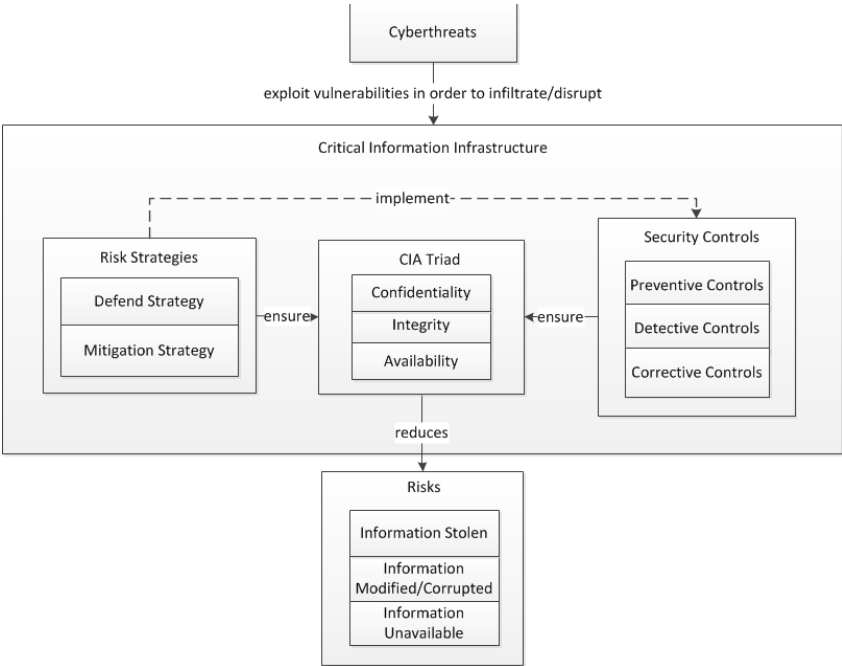 Cyberthreats
exploit vulnerabilities in order to infiltrate/disrupt
Critical Information Infrastructure
implement
Risk Strategies
Defend Strategy
Mitigation Strategy
ensure
CIA Triad
Confidentiality
Integrity
Availability
ensure
Security Controls
Preventive Controls
Detective Controls
Corrective Controls
reduces
Risks
Information Stolen
Information
Modified/Corrupted
Information
Unavailable